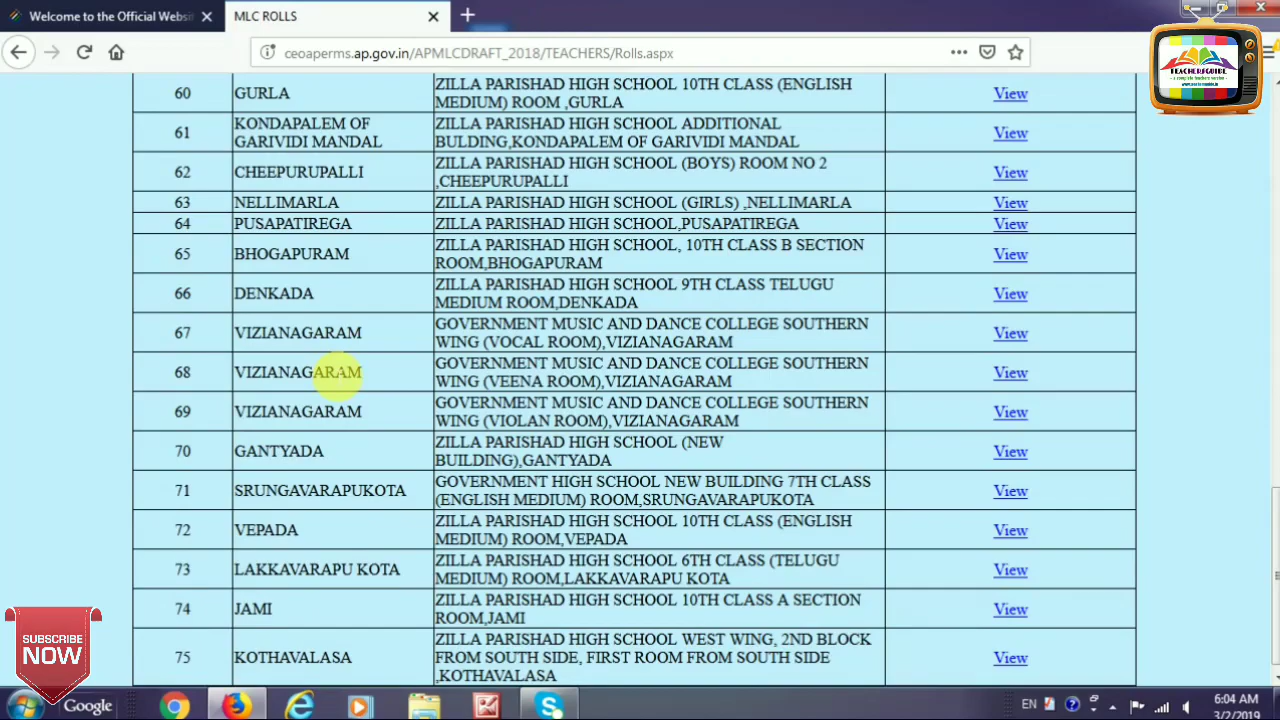 Welcome to the Official Websi
MLC ROLLS
ceoaperms.ap.gov.in/APMLCDRAFT_2018/TEACHERS/Rolls.aspx
TEACHERSGUIDE
60 GURLA ZILLA PARISHAD HIGH SCHOOL 10TH CLASS (ENGLISH View
MEDIUM) ROOM ,GURLA
61 KONDAPALEM OF ZILLA PARISHAD HIGH SCHOOL ADDITIONAL View
GARIVIDI MANDAL BULDING,KONDAPALEM OF GARIVIDI MANDAL
62 CHEEPURUPALLI ZILLA PARISHAD HIGH SCHOOL (BOYS) ROOM NO 2 View
,CHEEPURUPALLI
63 NELLIMARLA ZILLA PARISHAD HIGH SCHOOL (GIRLS) ,NELLIMARLA View
64 PUSAPATIREGA ZILLA PARISHAD HIGH SCHOOL,PUSAPATIREGA View
65 BHOGAPURAM ZILLA PARISHAD HIGH SCHOOL, 10TH CLASS B SECTION View
ROOM,BHOGAPURAM
66 DENKADA ZILLA PARISHAD HIGH SCHOOL 9TH CLASS TELUGU View
MEDIUM ROOM,DENKADA
67 VIZIANAGARAM GOVERNMENT MUSIC AND DANCE COLLEGE SOUTHERN View
WING (VOCAL ROOM),VIZIANAGARAM
68 VIZIANAGARAM GOVERNMENT MUSIC AND DANCE COLLEGE SOUTHERN View
WING (VEENA ROOM),VIZIANAGARAM
69 VIZIANAGARAM GOVERNMENT MUSIC AND DANCE COLLEGE SOUTHERN View
WING (VIOLAN ROOM),VIZIANAGARAM
70 GANTYADA ZILLA PARISHAD HIGH SCHOOL (NEW View
BUILDING),GANTYADA
71 SRUNGAVARAPUKOTA GOVERNMENT HIGH SCHOOL NEW BUILDING 7TH CLASS View
(ENGLISH MEDIUM) ROOM,SRUNGAVARAPUKOTA
72 VEPADA ZILLA PARISHAD HIGH SCHOOL 10TH CLASS (ENGLISH View
MEDIUM) ROOM,VEPADA
73 LAKKAVARAPU KOTA ZILLA PARISHAD HIGH SCHOOL 6TH CLASS (TELUGU View
MEDIUM) ROOM,LAKKAVARAPU KOTA
74 JAMI ZILLA PARISHAD HIGH SCHOOL 10TH CLASS A SECTION View
ROOM,JAMI
75 KOTHAVALASA ZILLA PARISHAD HIGH SCHOOL WEST WING, 2ND BLOCK View
FROM SOUTH SIDE, FIRST ROOM FROM SOUTH SIDE
,KOTHAVALASA
SUBSCRIBE
NOW
Google
EN
6:04 AM
3/2/2019